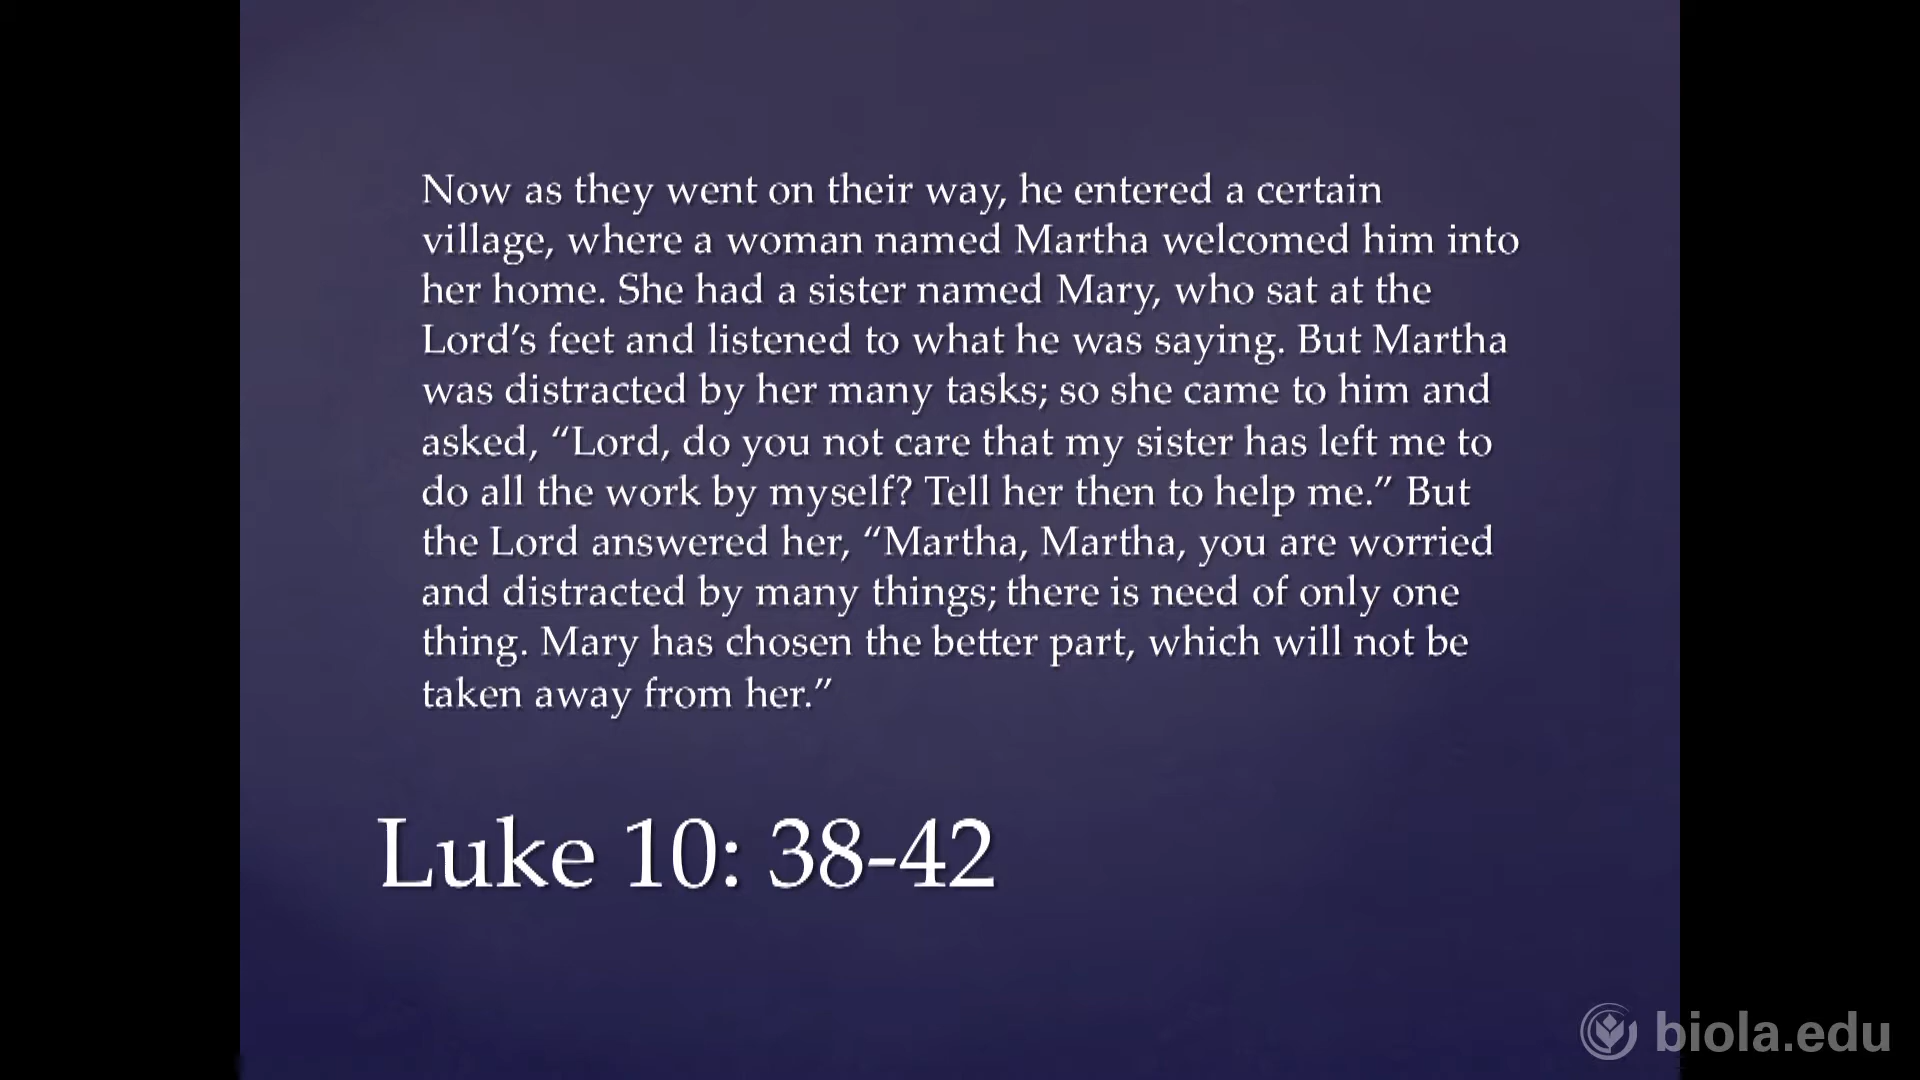 Now as they went on their way, he entered a certain
village, where a woman named Martha welcomed him into
her home. She had a sister named Mary, who sat at the
Lord’s feet and listened to what he was saying. But Martha
was distracted by her many tasks; so she came to him and
asked, “Lord, do you not care that my sister has left me to
do all the work by myself? Tell her then to help me.” But
the Lord answered her, “Martha, Martha, you are worried
and distracted by many things; there is need of only one
thing. Mary has chosen the better part, which will not be
taken away from her.”
Luke 10: 38-42
biola.edu